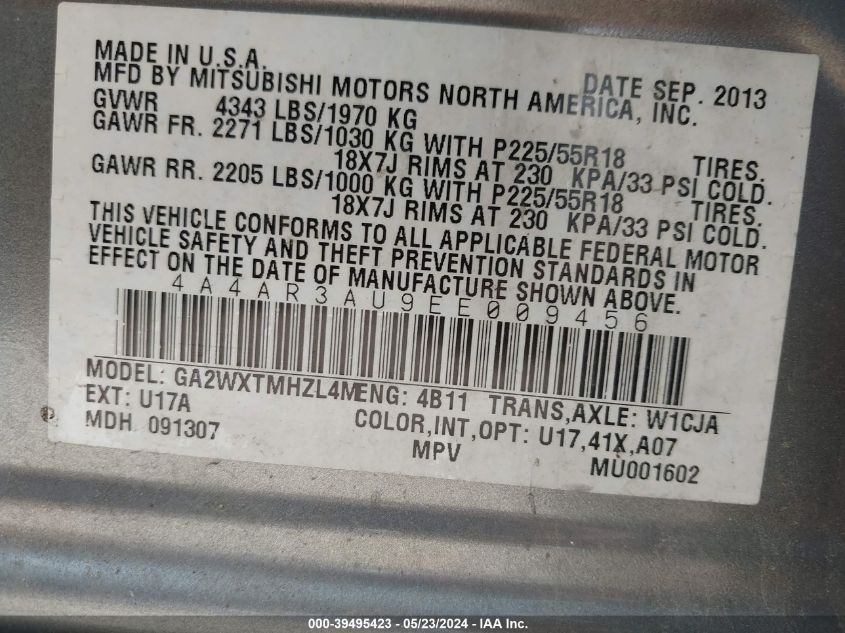 MADE IN U.S.A. DATE SEP. 2013
MFD BY MITSUBISHI MOTORS NORTH AMERICA, INC.
GVWR 4343 LBS/1970 KG
GAWR FR. 2271 LBS/1030 KG WITH P225/55R18 TIRES.
18X7J RIMS AT 230 KPA/33 PSI COLD.
GAWR RR. 2205 LBS/1000 KG WITH P225/55R18 TIRES.
18X7J RIMS AT 230 KPA/33 PSI COLD.
THIS VEHICLE CONFORMS TO ALL APPLICABLE FEDERAL MOTOR
VEHICLE SAFETY AND THEFT PREVENTION STANDARDS IN
EFFECT ON THE DATE OF MANUFACTURE SHOWN ABOVE.
4A4AR3AU9EE009456
MODEL: GA2WXTMHZL4M ENG: 4B11 TRANS,AXLE: W1CJA
EXT: U17A COLOR,INT,OPT: U17,41X,A07
MDH 091307 MPV MU001602
000-39495423 - 05/23/2024 - IAA Inc.